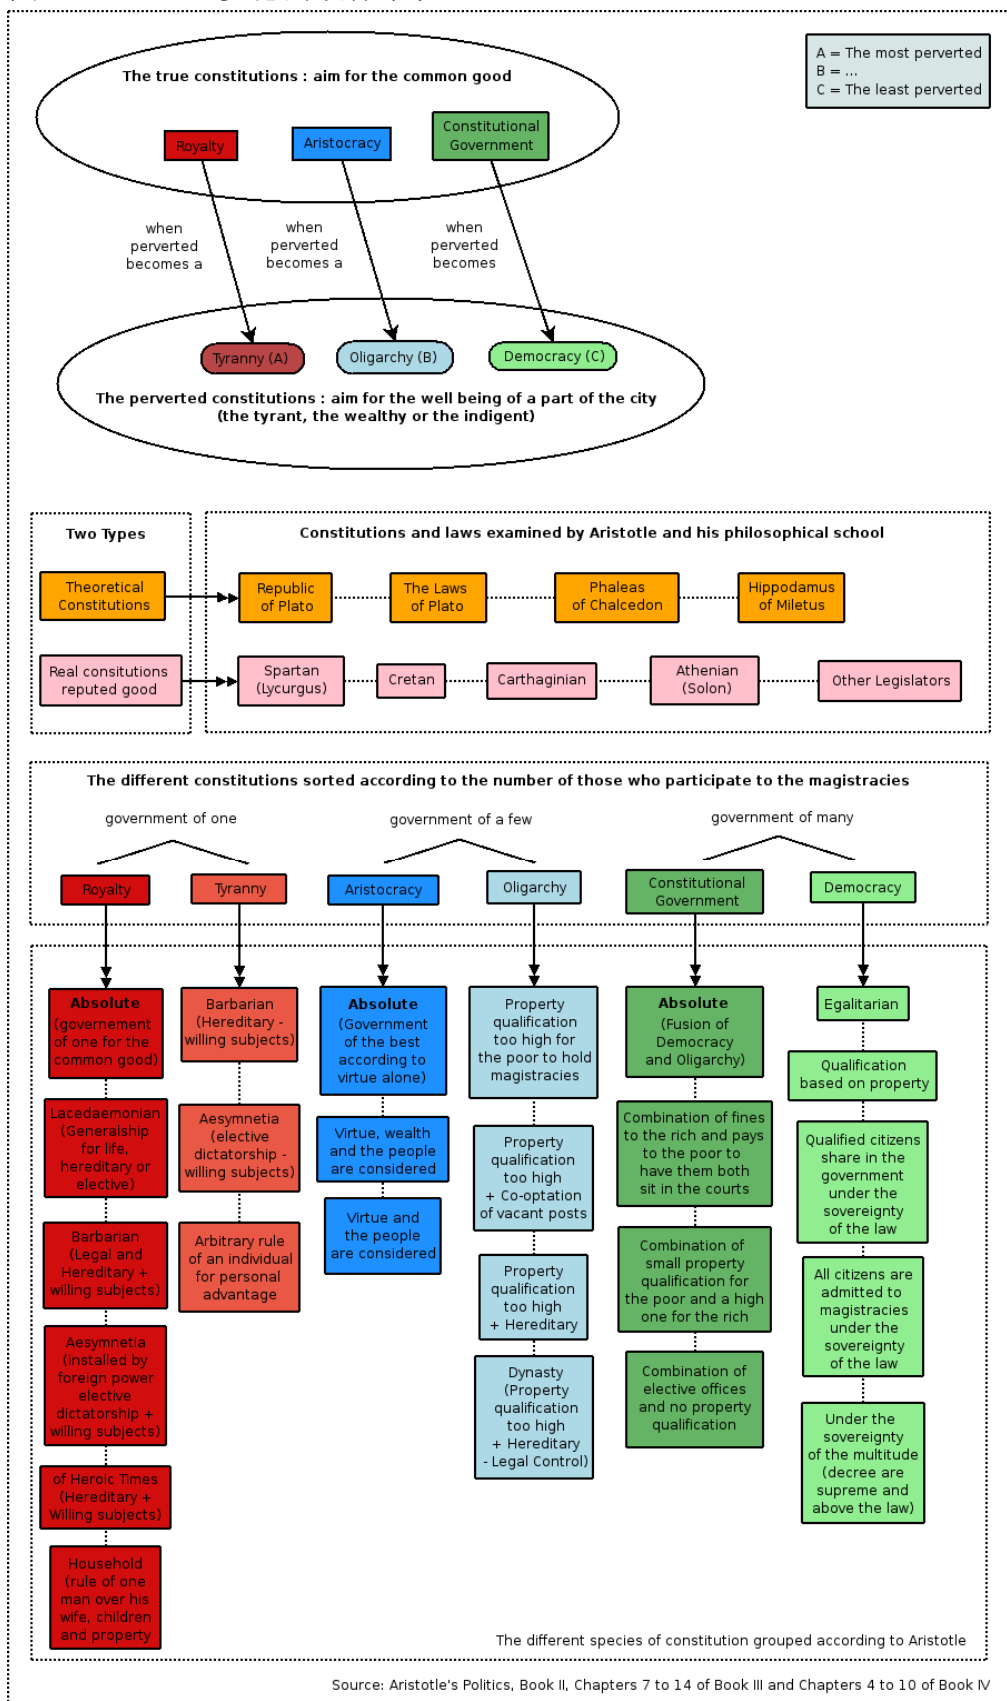 The true constitutions : aim for the common good
A = The most perverted
B = ...
C = The least perverted
Royalty
Aristocracy
Constitutional
Government
when
perverted
becomes a
when
perverted
becomes a
when
perverted
becomes
Tyranny (A)
Oligarchy (B)
Democracy (C)
The perverted constitutions : aim for the well being of a part of the city
(the tyrant, the wealthy or the indigent)
Two Types
Constitutions and laws examined by Aristotle and his philosophical school
Theoretical
Constitutions
Republic
of Plato
The Laws
of Plato
Phaleas
of Chalcedon
Hippodamus
of Miletus
Real consitutions
reputed good
Spartan
(Lycurgus)
Cretan
Carthaginian
Athenian
(Solon)
Other Legislators
The different constitutions sorted according to the number of those who participate to the magistracies
government of one
government of a few
government of many
Royalty
Tyranny
Aristocracy
Oligarchy
Constitutional
Government
Democracy
Absolute
(governement
of one for the
common good)
Lacedaemonian
(Generalship
for life,
hereditary or
elective)
Barbarian
(Legal and
Hereditary +
willing subjects)
Aesymnetia
(installed by
foreign power
elective
dictatorship +
willing subjects)
of Heroic Times
(Hereditary +
Willing subjects)
Household
(rule of one
man over his
wife, children
and property
Barbarian
(Hereditary -
willing subjects)
Aesymnetia
(elective
dictatorship -
willing subjects)
Arbitrary rule
of an individual
for personal
advantage
Absolute
(Government
of the best
according to
virtue alone)
Virtue, wealth
and the people
are considered
Virtue and
the people
are considered
Property
qualification
too high for
the poor to hold
magistracies
Property
qualification
too high
+ Co-optation
of vacant posts
Property
qualification
too high
+ Hereditary
Dynasty
(Property
qualification
too high
+ Hereditary
- Legal Control)
Absolute
(Fusion of
Democracy
and Oligarchy)
Combination of fines
to the rich and pays
to the poor to
have them both
sit in the courts
Combination of
small property
qualification for
the poor and a high
one for the rich
Combination of
elective offices
and no property
qualification
Egalitarian
Qualification
based on property
Qualified citizens
share in the
government
under the
sovereignty
of the law
All citizens are
admitted to
magistracies
under the
sovereignty
of the law
Under the
sovereignty
of the multitude
(decree are
supreme and
above the law)
The different species of constitution grouped according to Aristotle
Source: Aristotle's Politics, Book II, Chapters 7 to 14 of Book III and Chapters 4 to 10 of Book IV